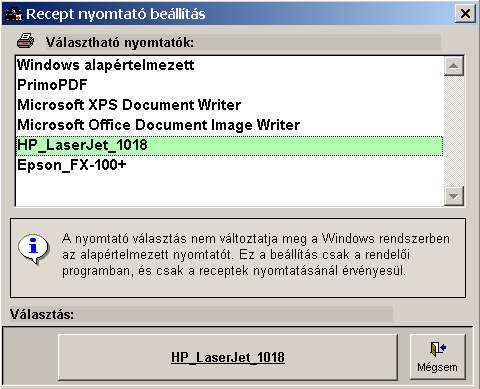 Recept nyomtató beállítás
Választható nyomtatók:
Windows alapértelmezett
PrimoPDF
Microsoft XPS Document Writer
Microsoft Office Document Image Writer
HP_LaserJet_1018
Epson_FX-100+
A nyomtató választás nem változtatja meg a Windows rendszerben
az alapértelmezett nyomtatót. Ez a beállítás csak a rendelői
programban, és csak a receptek nyomtatásánál érvényesül.
Választás:
HP_LaserJet_1018
Mégsem